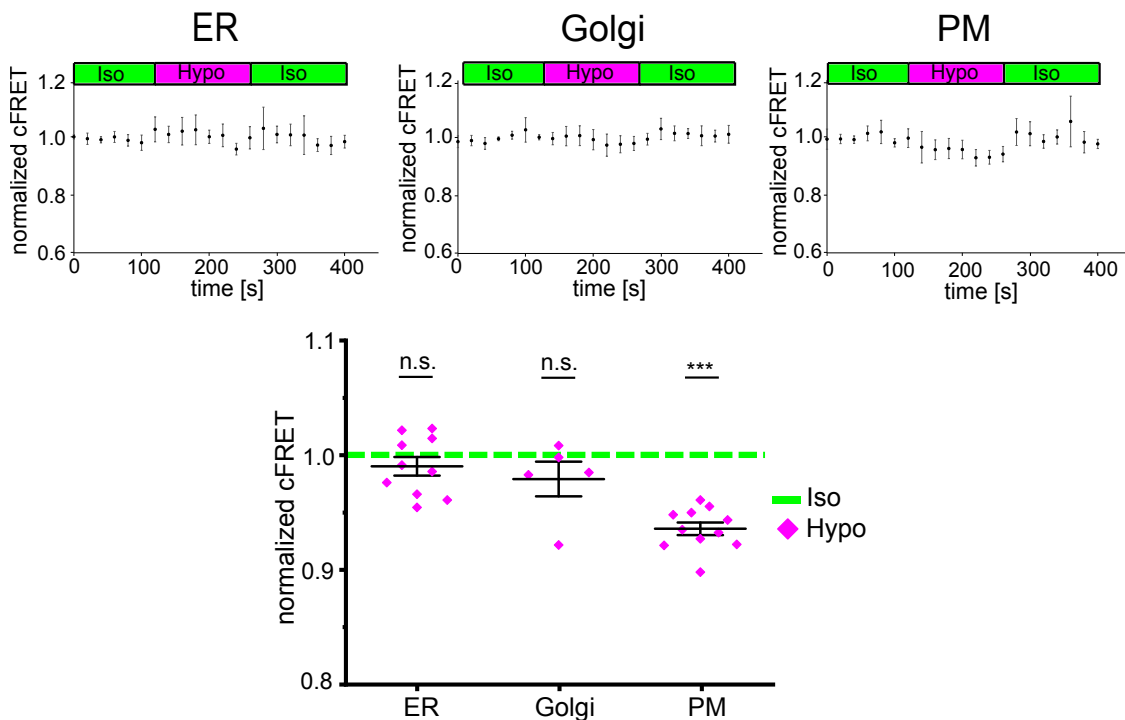 ER Golgi PM
Iso Hypo Iso Iso Hypo Iso Iso Hypo Iso
normalized cFRET
1.2
1.0
0.8
0.6
0 100 200 300 400
time [s]
normalized cFRET
1.2
1.0
0.8
0.6
0 100 200 300 400
time [s]
normalized cFRET
1.2
1.0
0.8
0.6
0 100 200 300 400
time [s]
normalized cFRET
1.1
1.0
0.9
0.8
n.s. n.s. ***
Iso
Hypo
ER Golgi PM